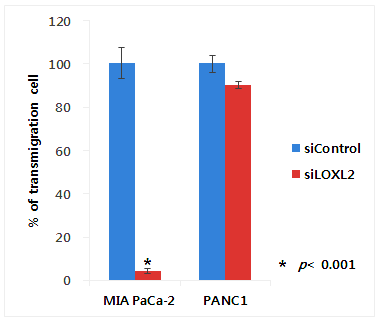 120
100
80
60
40
20
0
% of transmigration cell
*
MIA PaCa-2
PANC1
siControl
siLOXL2
* p< 0.001